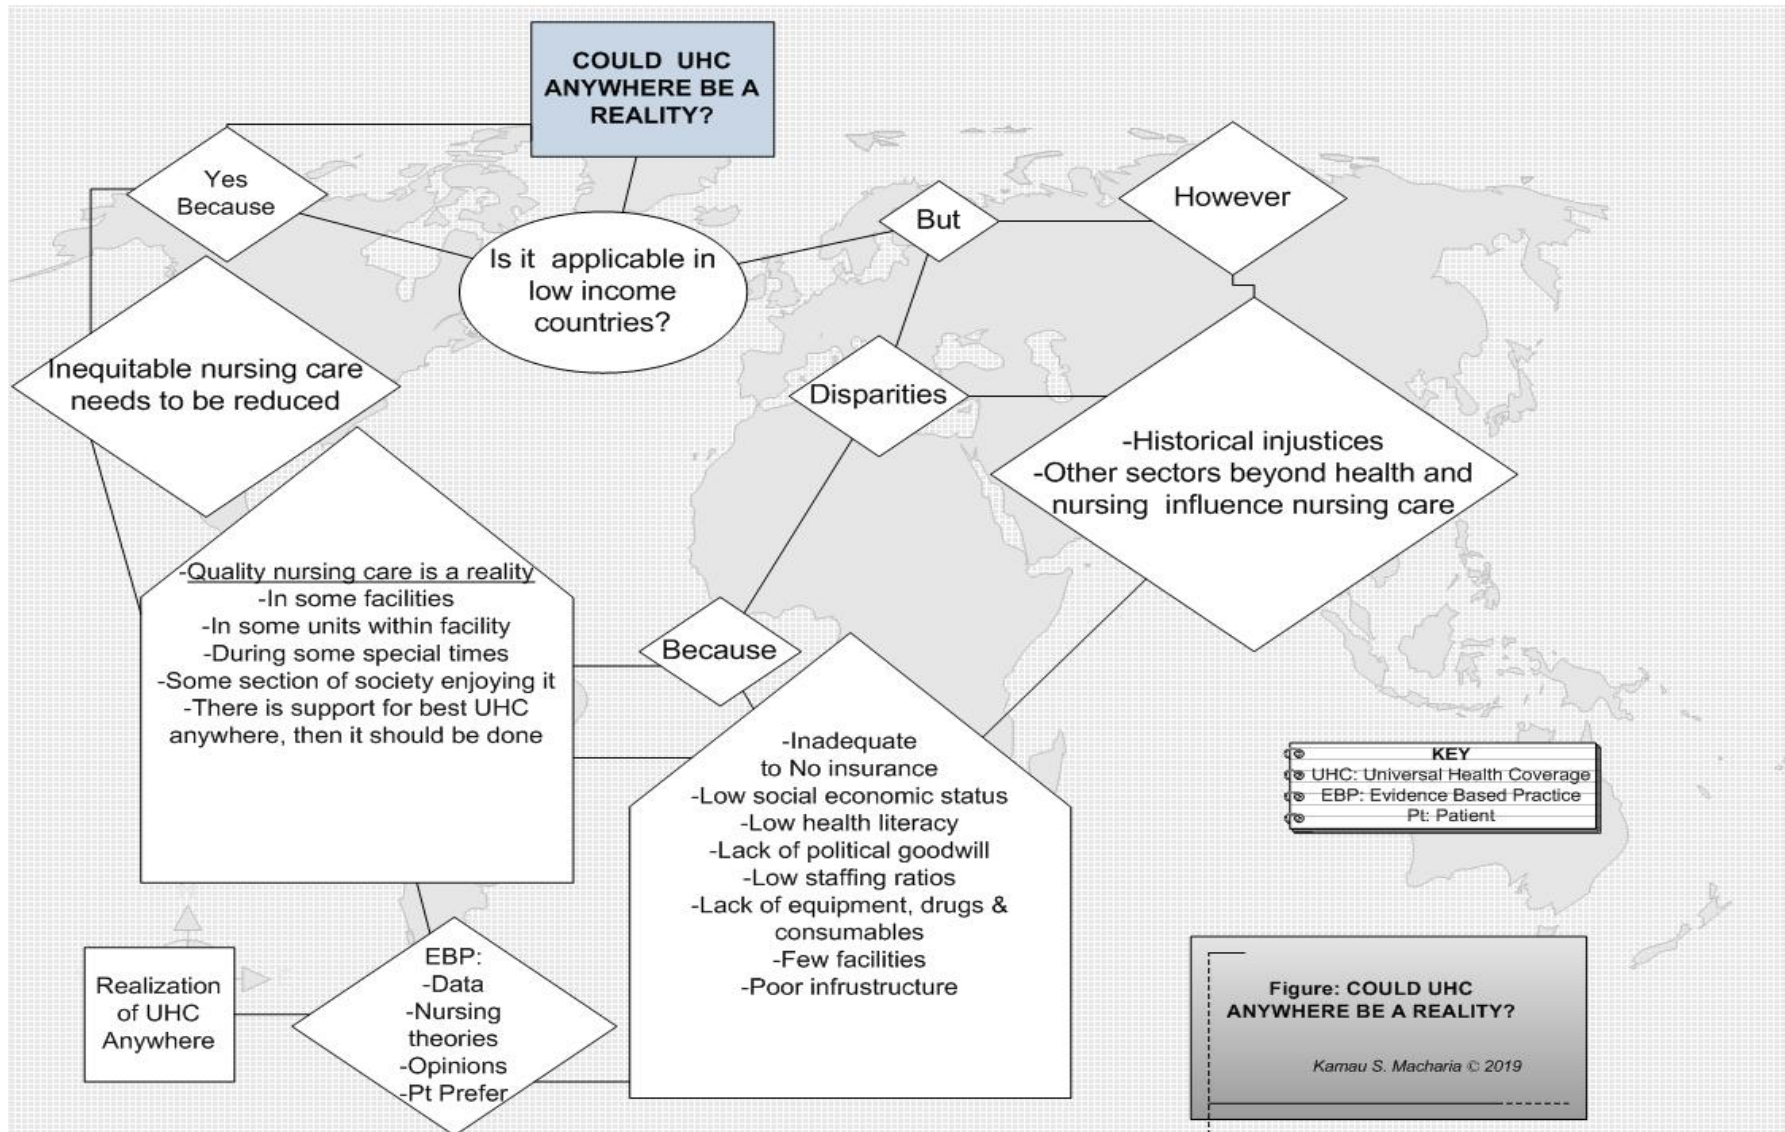 COULD UHC
ANYWHERE BE A
REALITY?
Yes
Because
Is it applicable in
low income
countries?
But
However
Inequitable nursing care
needs to be reduced
Disparities
-Historical injustices
-Other sectors beyond health and
nursing influence nursing care
-Quality nursing care is a reality
-In some facilities
-In some units within facility
-During some special times
-Some section of society enjoying it
-There is support for best UHC
anywhere, then it should be done
Because
-Inadequate
to No insurance
-Low social economic status
-Low health literacy
-Lack of political goodwill
-Low staffing ratios
-Lack of equipment, drugs &
consumables
-Few facilities
-Poor infrustructure
KEY
UHC: Universal Health Coverage
EBP: Evidence Based Practice
Pt: Patient
Realization
of UHC
Anywhere
EBP:
-Data
-Nursing
theories
-Opinions
-Pt Prefer
Figure: COULD UHC
ANYWHERE BE A REALITY?
Kamau S. Macharia © 2019